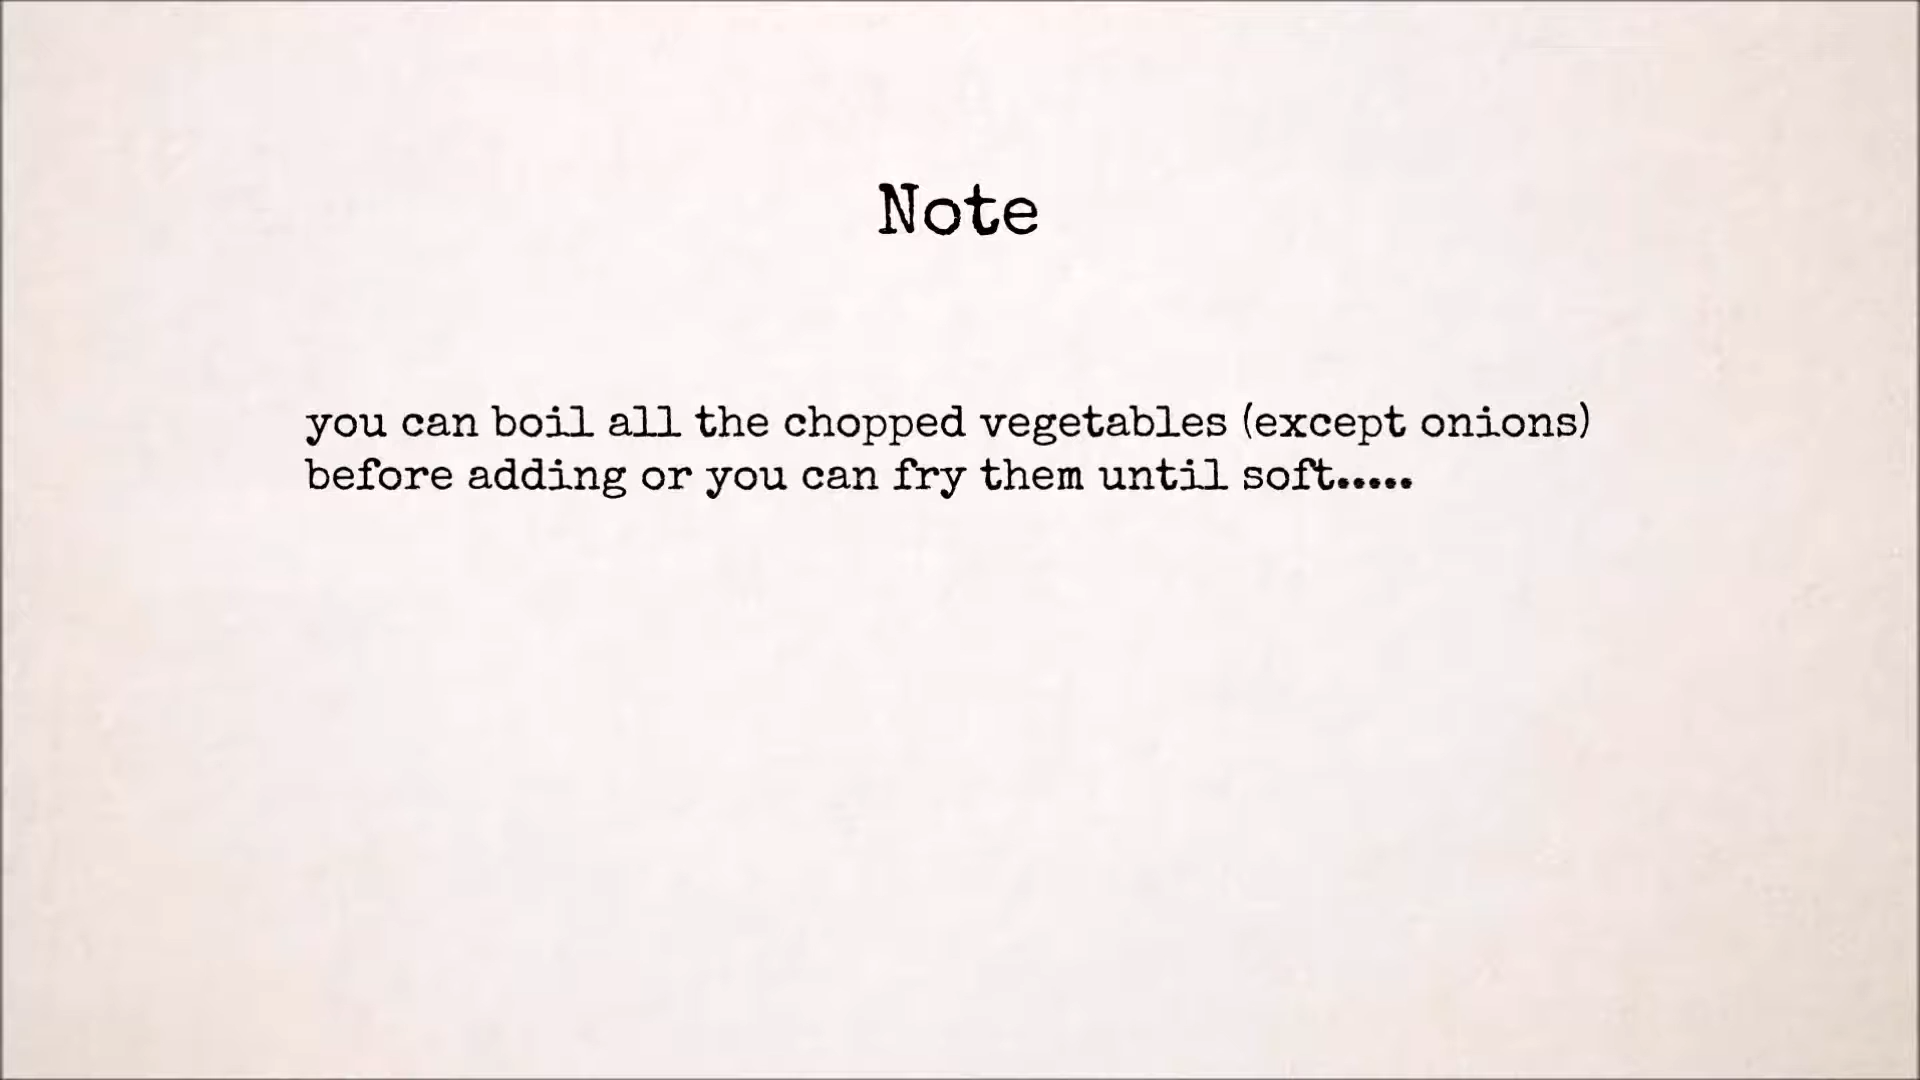 Note
you can boil all the chopped vegetables (except onions)
before adding or you can fry them until soft.....